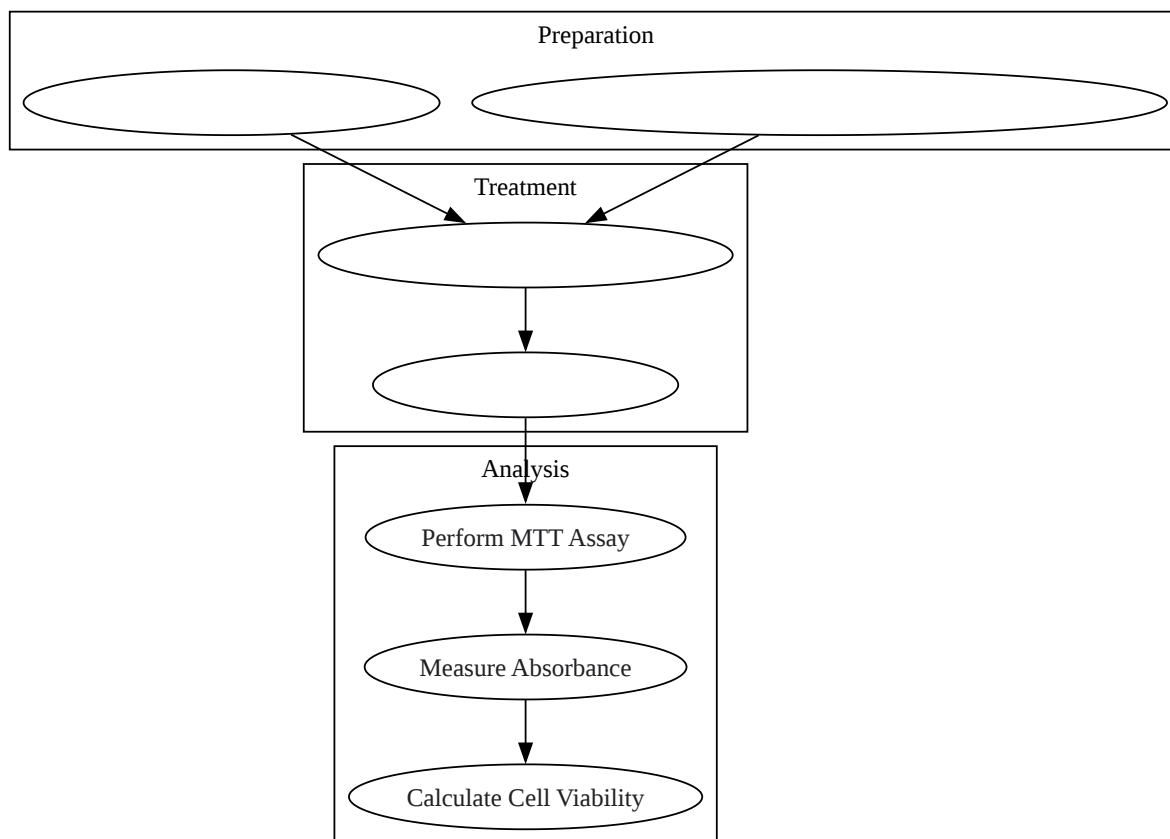 Preparation
Treatment
Analysis
Perform MTT Assay
Measure Absorbance
Calculate Cell Viability